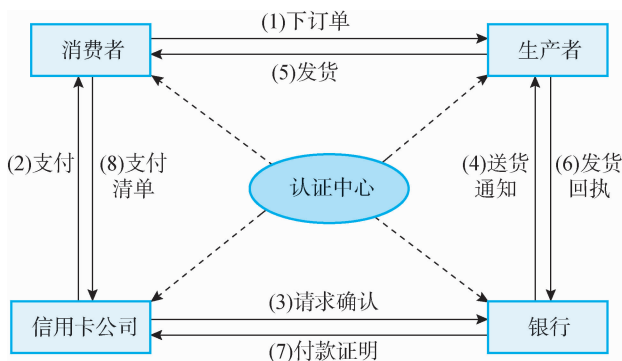 (1)下订单
消费者
生产者
(5)发货
(2)支付
(8)支付
清单
认证中心
(4)送货
通知
(6)发货
回执
(3)请求确认
信用卡公司
银行
(7)付款证明